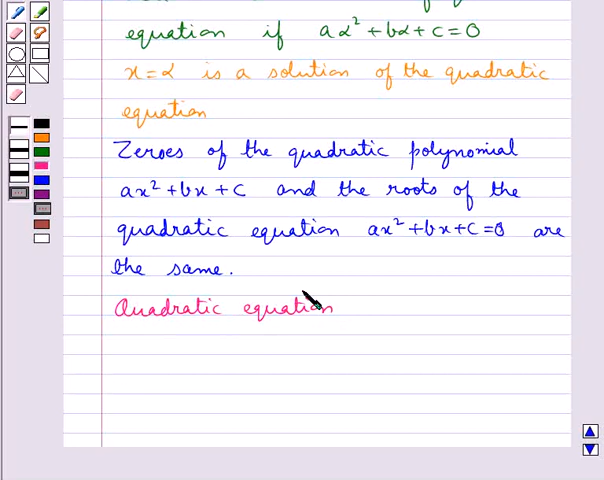 equation if aα² + bα + c = 0
x = α is a solution of the quadratic
equation
Zeroes of the quadratic polynomial
ax² + bx + c and the roots of the
quadratic equation ax² + bx + c = 0 are
the same.
Quadratic equation